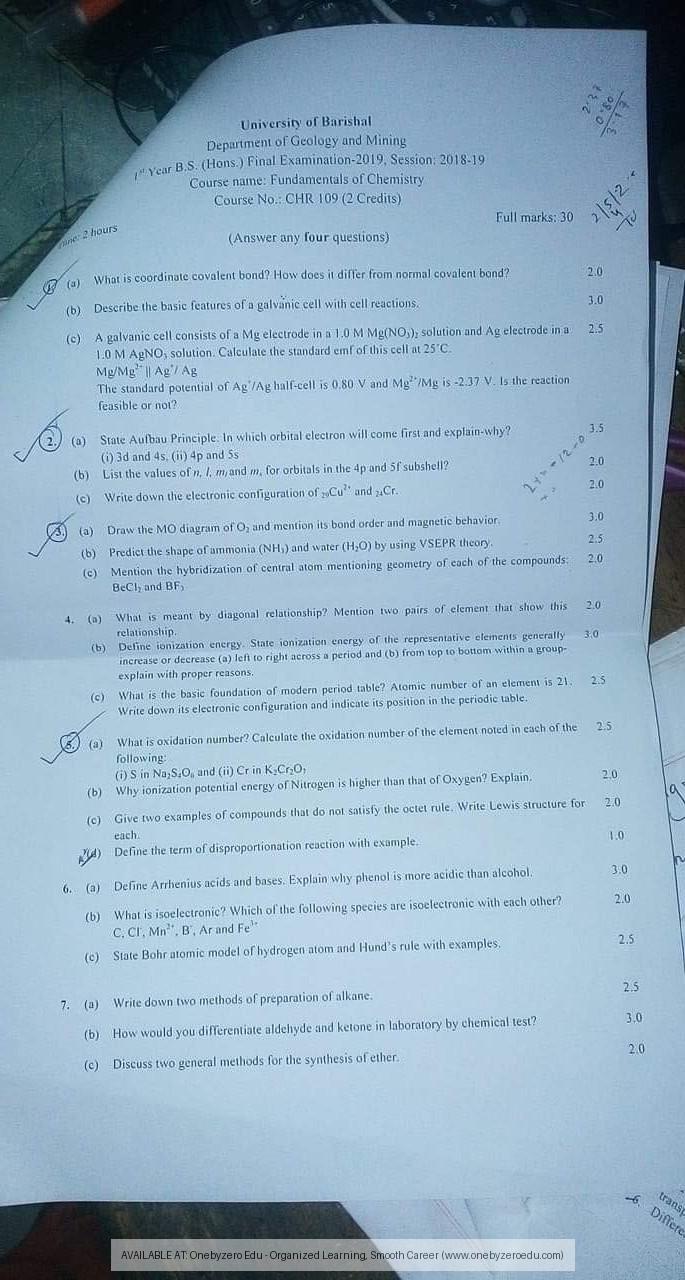 University of Barishal
Department of Geology and Mining
1st Year B.S. (Hons.) Final Examination-2019, Session: 2018-19
Course name: Fundamentals of Chemistry
Course No.: CHR 109 (2 Credits)
Time: 2 hours Full marks: 30
(Answer any four questions)
1. (a) What is coordinate covalent bond? How does it differ from normal covalent bond? 2.0
(b) Describe the basic features of a galvanic cell with cell reactions. 3.0
(c) A galvanic cell consists of a Mg electrode in a 1.0 M Mg(NO₃)₂ solution and Ag electrode in a 2.5
1.0 M AgNO₃ solution. Calculate the standard emf of this cell at 25°C.
Mg/Mg²⁺ || Ag⁺/ Ag
The standard potential of Ag⁺/Ag half-cell is 0.80 V and Mg²⁺/Mg is -2.37 V. Is the reaction
feasible or not?
2. (a) State Aufbau Principle. In which orbital electron will come first and explain-why? 3.5
(i) 3d and 4s, (ii) 4p and 5s
(b) List the values of n, l, m, and mₛ for orbitals in the 4p and 5f subshell? 2.0
(c) Write down the electronic configuration of ₂₉Cu²⁺ and ₂₄Cr. 2.0
3. (a) Draw the MO diagram of O₂ and mention its bond order and magnetic behavior. 3.0
(b) Predict the shape of ammonia (NH₃) and water (H₂O) by using VSEPR theory. 2.5
(c) Mention the hybridization of central atom mentioning geometry of each of the compounds: 2.0
BeCl₂ and BF₃
4. (a) What is meant by diagonal relationship? Mention two pairs of element that show this 2.0
relationship.
(b) Define ionization energy. State ionization energy of the representative elements generally 3.0
increase or decrease (a) left to right across a period and (b) from top to bottom within a group-
explain with proper reasons.
(c) What is the basic foundation of modern period table? Atomic number of an element is 21. 2.5
Write down its electronic configuration and indicate its position in the periodic table.
5. (a) What is oxidation number? Calculate the oxidation number of the element noted in each of the 2.5
following:
(i) S in Na₂S₄O₆ and (ii) Cr in K₂Cr₂O₇
(b) Why ionization potential energy of Nitrogen is higher than that of Oxygen? Explain. 2.0
(c) Give two examples of compounds that do not satisfy the octet rule. Write Lewis structure for 2.0
each.
(d) Define the term of disproportionation reaction with example. 1.0
6. (a) Define Arrhenius acids and bases. Explain why phenol is more acidic than alcohol. 3.0
(b) What is isoelectronic? Which of the following species are isoelectronic with each other? 2.0
C, Cl⁻, Mn²⁺, B⁻, Ar and Fe³⁺
(c) State Bohr atomic model of hydrogen atom and Hund's rule with examples. 2.5
7. (a) Write down two methods of preparation of alkane. 2.5
(b) How would you differentiate aldehyde and ketone in laboratory by chemical test? 3.0
(c) Discuss two general methods for the synthesis of ether. 2.0
2.37
0.80
3.17
6.
AVAILABLE AT: Onebyzero Edu - Organized Learning, Smooth Career (www.onebyzeroedu.com)